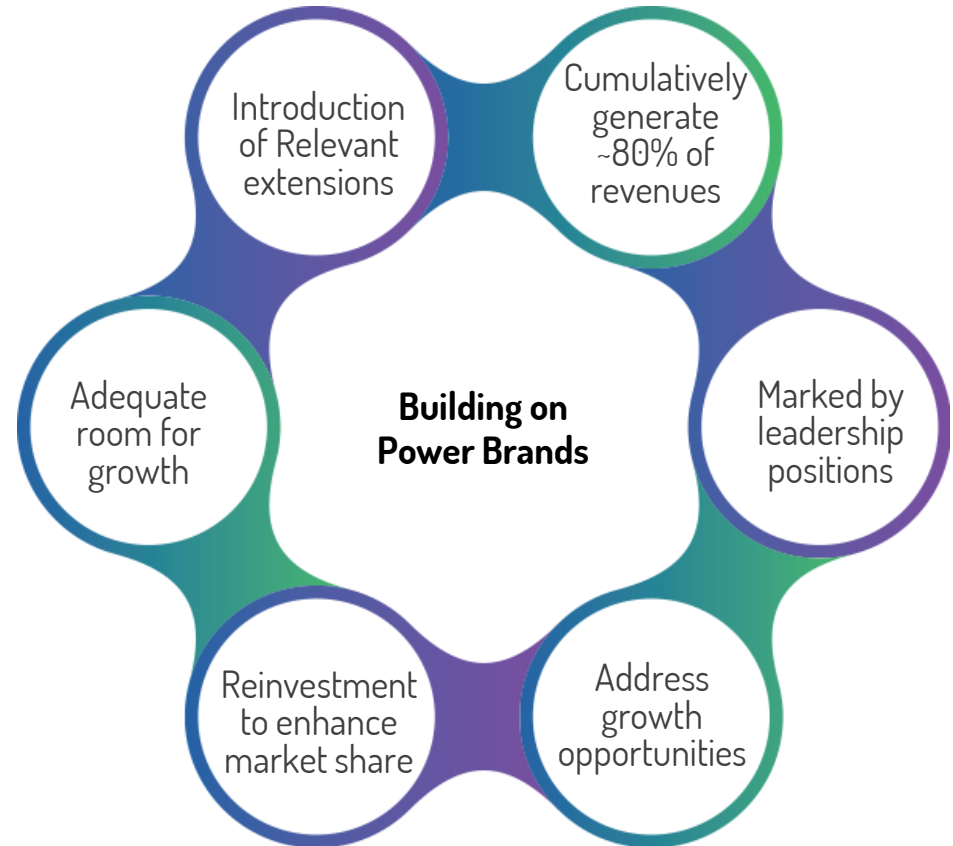 Introduction
of Relevant
extensions
Cumulatively
generate
~80% of
revenues
Adequate
room for
growth
Building on
Power Brands
Marked by
leadership
positions
Reinvestment
to enhance
market share
Address
growth
opportunities